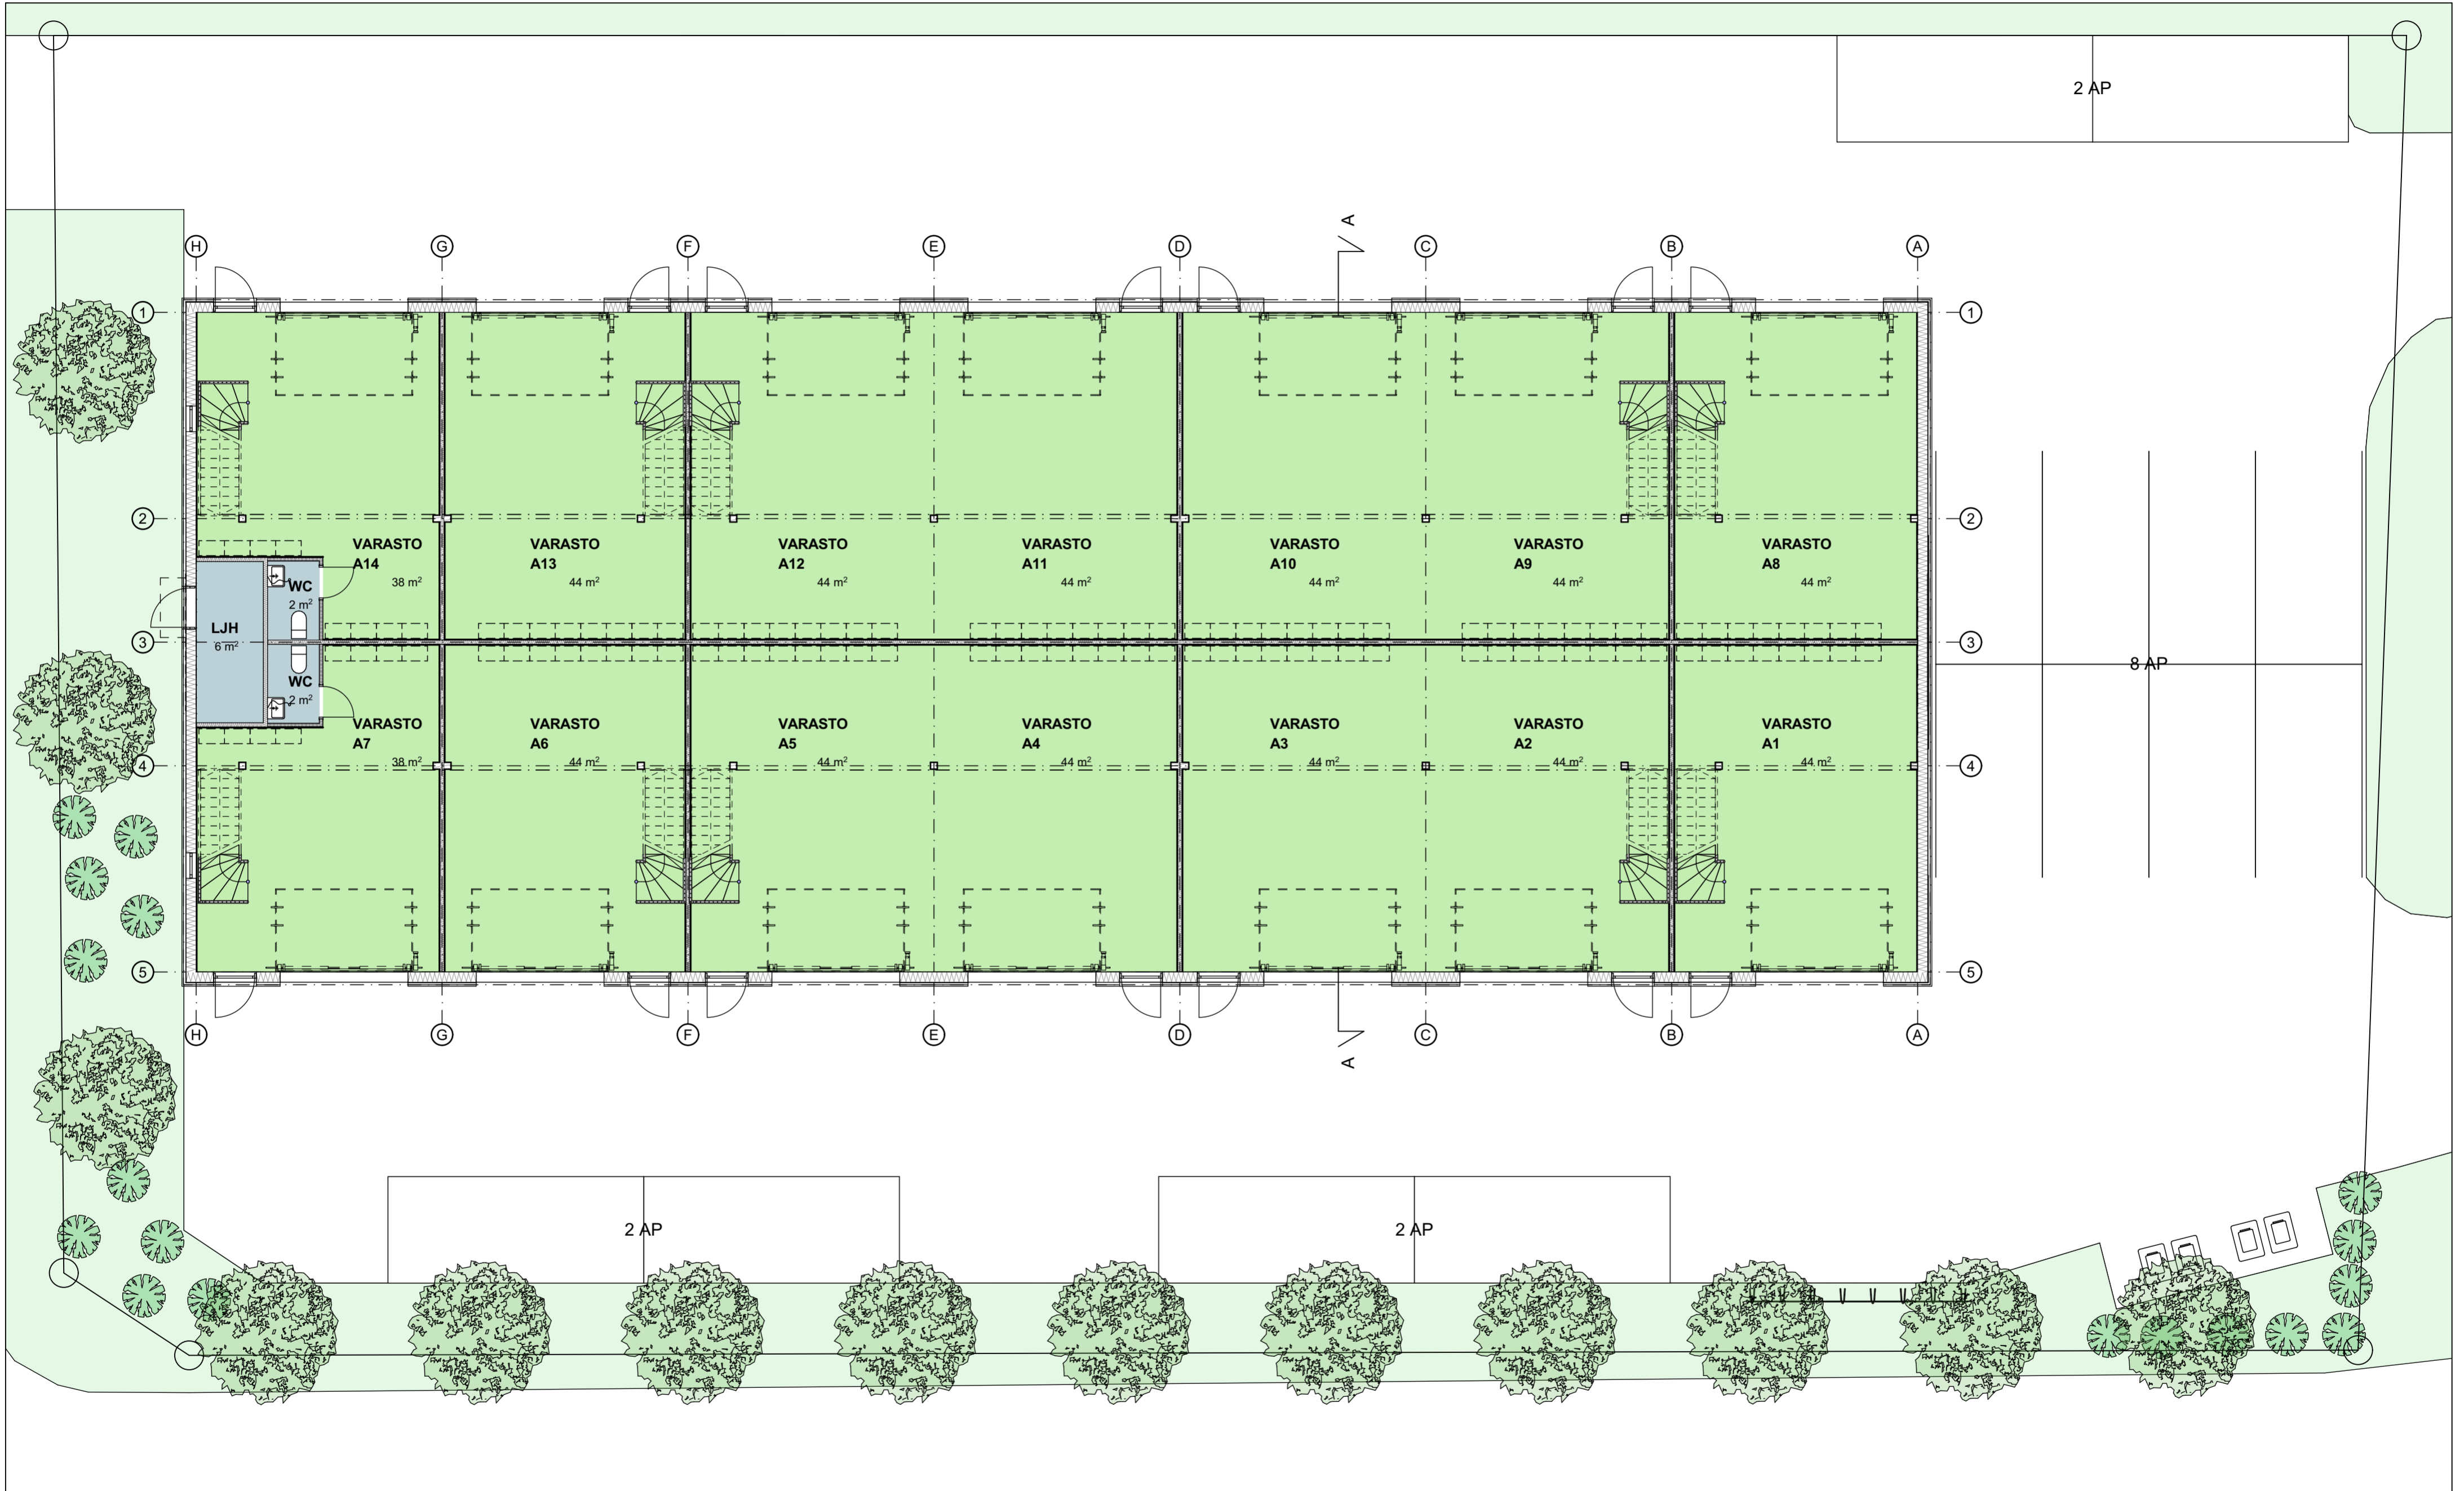 2 AP
A
H G F E D C B A
1 1
2 2
VARASTO
A14
38 m²
VARASTO
A13
44 m²
VARASTO
A12
44 m²
VARASTO
A11
44 m²
VARASTO
A10
44 m²
VARASTO
A9
44 m²
VARASTO
A8
44 m²
WC
2 m²
LJH
6 m²
3 3
8 AP
WC
2 m²
VARASTO
A7
38 m²
VARASTO
A6
44 m²
VARASTO
A5
44 m²
VARASTO
A4
44 m²
VARASTO
A3
44 m²
VARASTO
A2
44 m²
VARASTO
A1
44 m²
4 4
5 5
H G F E D C B A
A
2 AP
2 AP